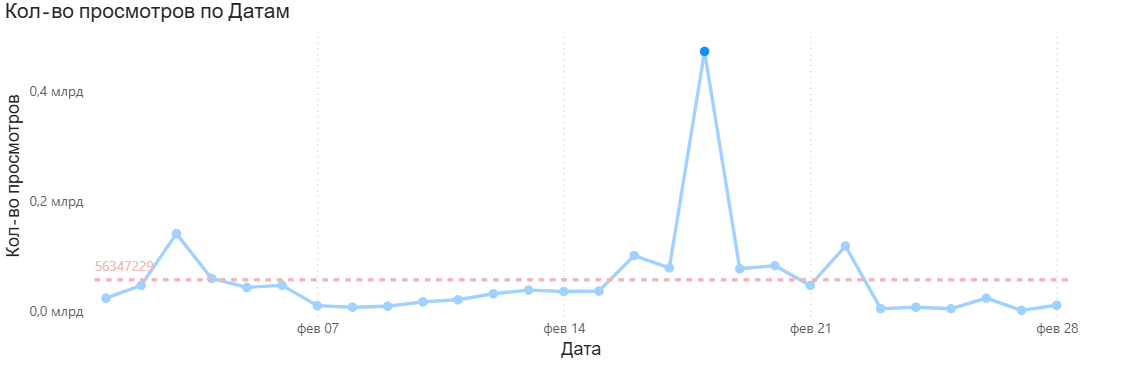 Кол-во просмотров по Датам
Кол-во просмотров
0,4 млрд
0,2 млрд
56347229
0,0 млрд
фев 07
фев 14
фев 21
фев 28
Дата